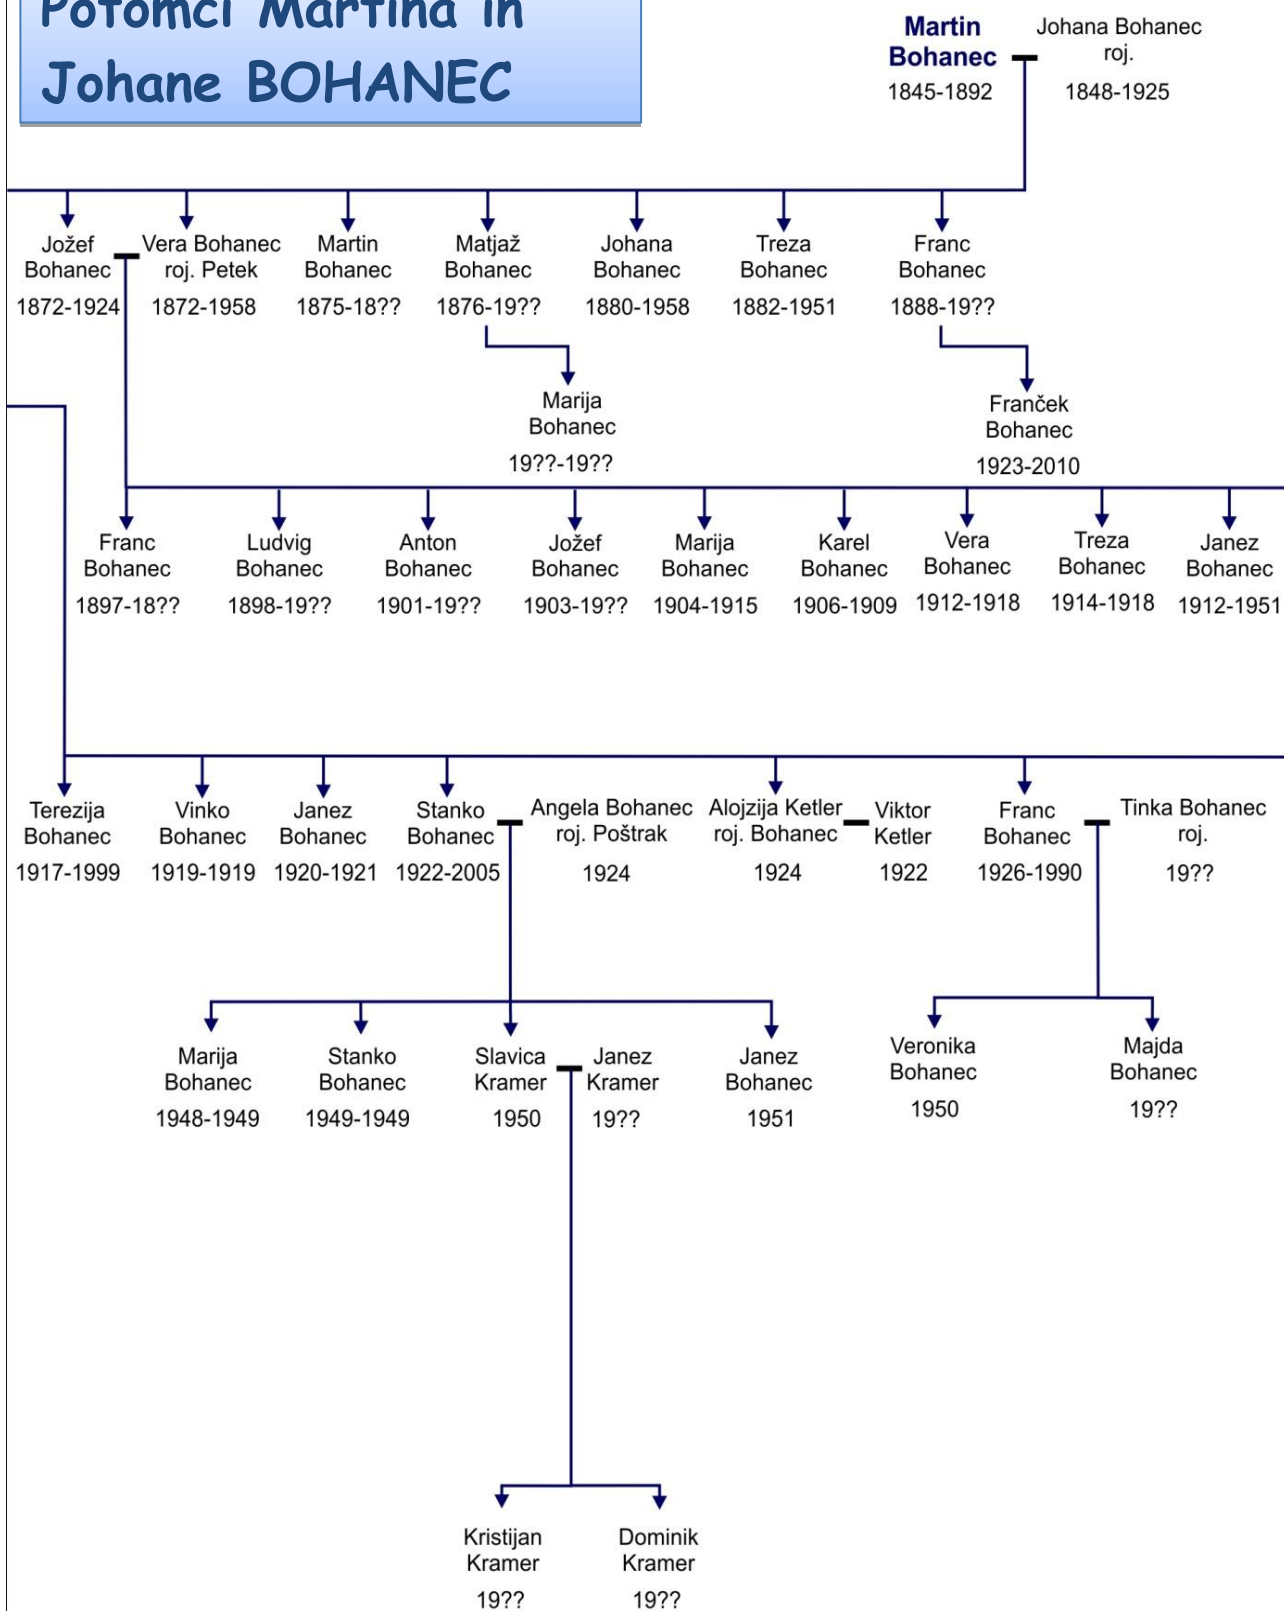 Potomci Martina in
Johane BOHANEC
Martin
Bohanec
1845-1892
Johana Bohanec
roj.
1848-1925
Jožef
Bohanec
1872-1924
Vera Bohanec
roj. Petek
1872-1958
Martin
Bohanec
1875-18??
Matjaž
Bohanec
1876-19??
Johana
Bohanec
1880-1958
Treza
Bohanec
1882-1951
Franc
Bohanec
1888-19??
Marija
Bohanec
19??-19??
Franček
Bohanec
1923-2010
Franc
Bohanec
1897-18??
Ludvig
Bohanec
1898-19??
Anton
Bohanec
1901-19??
Jožef
Bohanec
1903-19??
Marija
Bohanec
1904-1915
Karel
Bohanec
1906-1909
Vera
Bohanec
1912-1918
Treza
Bohanec
1914-1918
Janez
Bohanec
1912-1951
Terezija
Bohanec
1917-1999
Vinko
Bohanec
1919-1919
Janez
Bohanec
1920-1921
Stanko
Bohanec
1922-2005
Angela Bohanec
roj. Poštrak
1924
Alojzija Ketler
roj. Bohanec
1924
Viktor
Ketler
1922
Franc
Bohanec
1926-1990
Tinka Bohanec
roj.
19??
Marija
Bohanec
1948-1949
Stanko
Bohanec
1949-1949
Slavica
Kramer
1950
Janez
Kramer
19??
Janez
Bohanec
1951
Veronika
Bohanec
1950
Majda
Bohanec
19??
Kristijan
Kramer
19??
Dominik
Kramer
19??